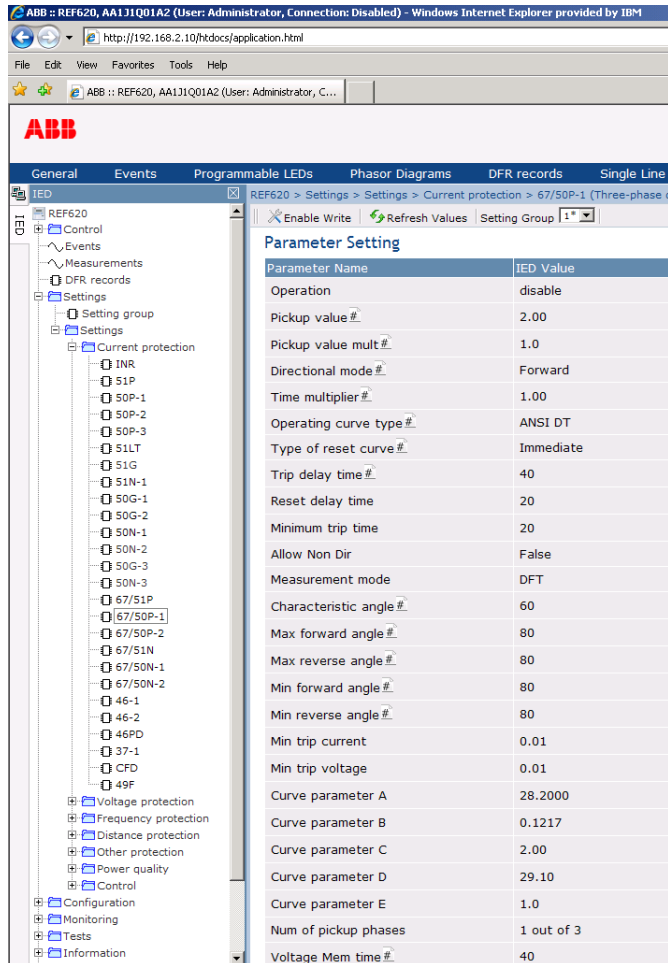 ABB :: REF620, AA1J1Q01A2 (User: Administrator, Connection: Disabled) - Windows Internet Explorer provided by IBM
http://192.168.2.10/htdocs/application.html
File Edit View Favorites Tools Help
ABB :: REF620, AA1J1Q01A2 (User: Administrator, C...
ABB
General Events Programmable LEDs Phasor Diagrams DFR records Single Line
IED
IED
REF620
Control
Events
Measurements
DFR records
Settings
Setting group
Settings
Current protection
INR
51P
50P-1
50P-2
50P-3
51LT
51G
51N-1
50G-1
50G-2
50N-1
50N-2
50G-3
50N-3
67/51P
67/50P-1
67/50P-2
67/51N
67/50N-1
67/50N-2
46-1
46-2
46PD
37-1
CFD
49F
Voltage protection
Frequency protection
Distance protection
Other protection
Power quality
Control
Configuration
Monitoring
Tests
Information
REF620 > Settings > Settings > Current protection > 67/50P-1 (Three-phase
Enable Write Refresh Values Setting Group 1*
Parameter Setting
Parameter Name IED Value
Operation disable
Pickup value # 2.00
Pickup value mult # 1.0
Directional mode # Forward
Time multiplier # 1.00
Operating curve type # ANSI DT
Type of reset curve # Immediate
Trip delay time # 40
Reset delay time 20
Minimum trip time 20
Allow Non Dir False
Measurement mode DFT
Characteristic angle # 60
Max forward angle # 80
Max reverse angle # 80
Min forward angle # 80
Min reverse angle # 80
Min trip current 0.01
Min trip voltage 0.01
Curve parameter A 28.2000
Curve parameter B 0.1217
Curve parameter C 2.00
Curve parameter D 29.10
Curve parameter E 1.0
Num of pickup phases 1 out of 3
Voltage Mem time # 40